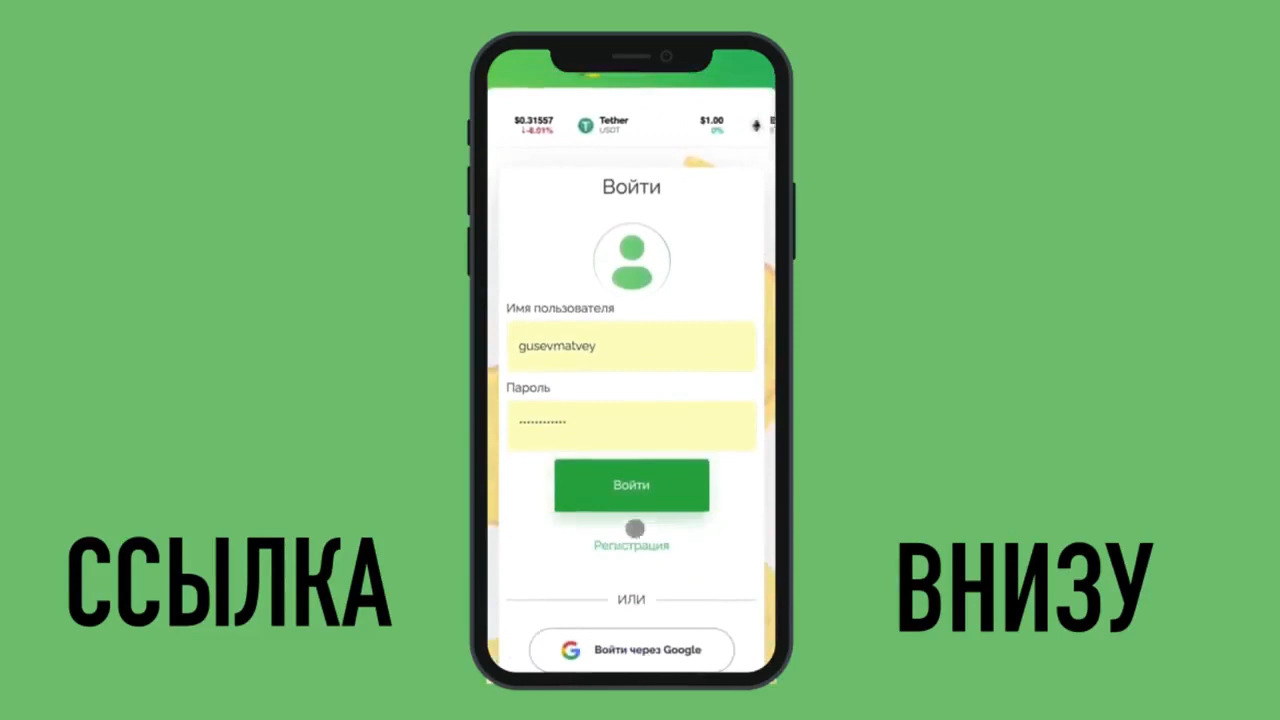 $0.31557 Tether $1.00
↓-8.01% USDT 0%
Войти
Имя пользователя
gusevmatvey
Пароль
••••••••••••
Войти
Регистрация
ИЛИ
Войти через Google
ССЫЛКА ВНИЗУ